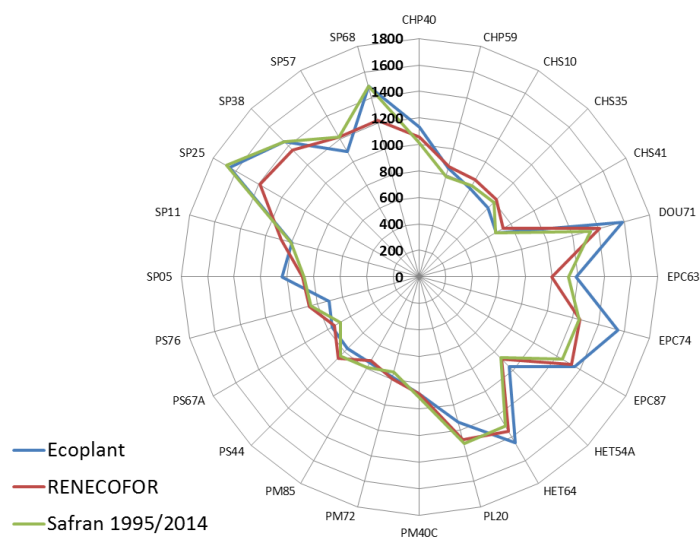 CHP40
CHP59
CHS10
CHS35
CHS41
DOU71
EPC63
EPC74
EPC87
HET54A
HET64
PL20
PM40C
PM72
PM85
PS44
PS67A
PS76
SP05
SP11
SP25
SP38
SP57
SP68
1800
1600
1400
1200
1000
800
600
400
200
0
Ecoplant
RENECOFOR
Safran 1995/2014